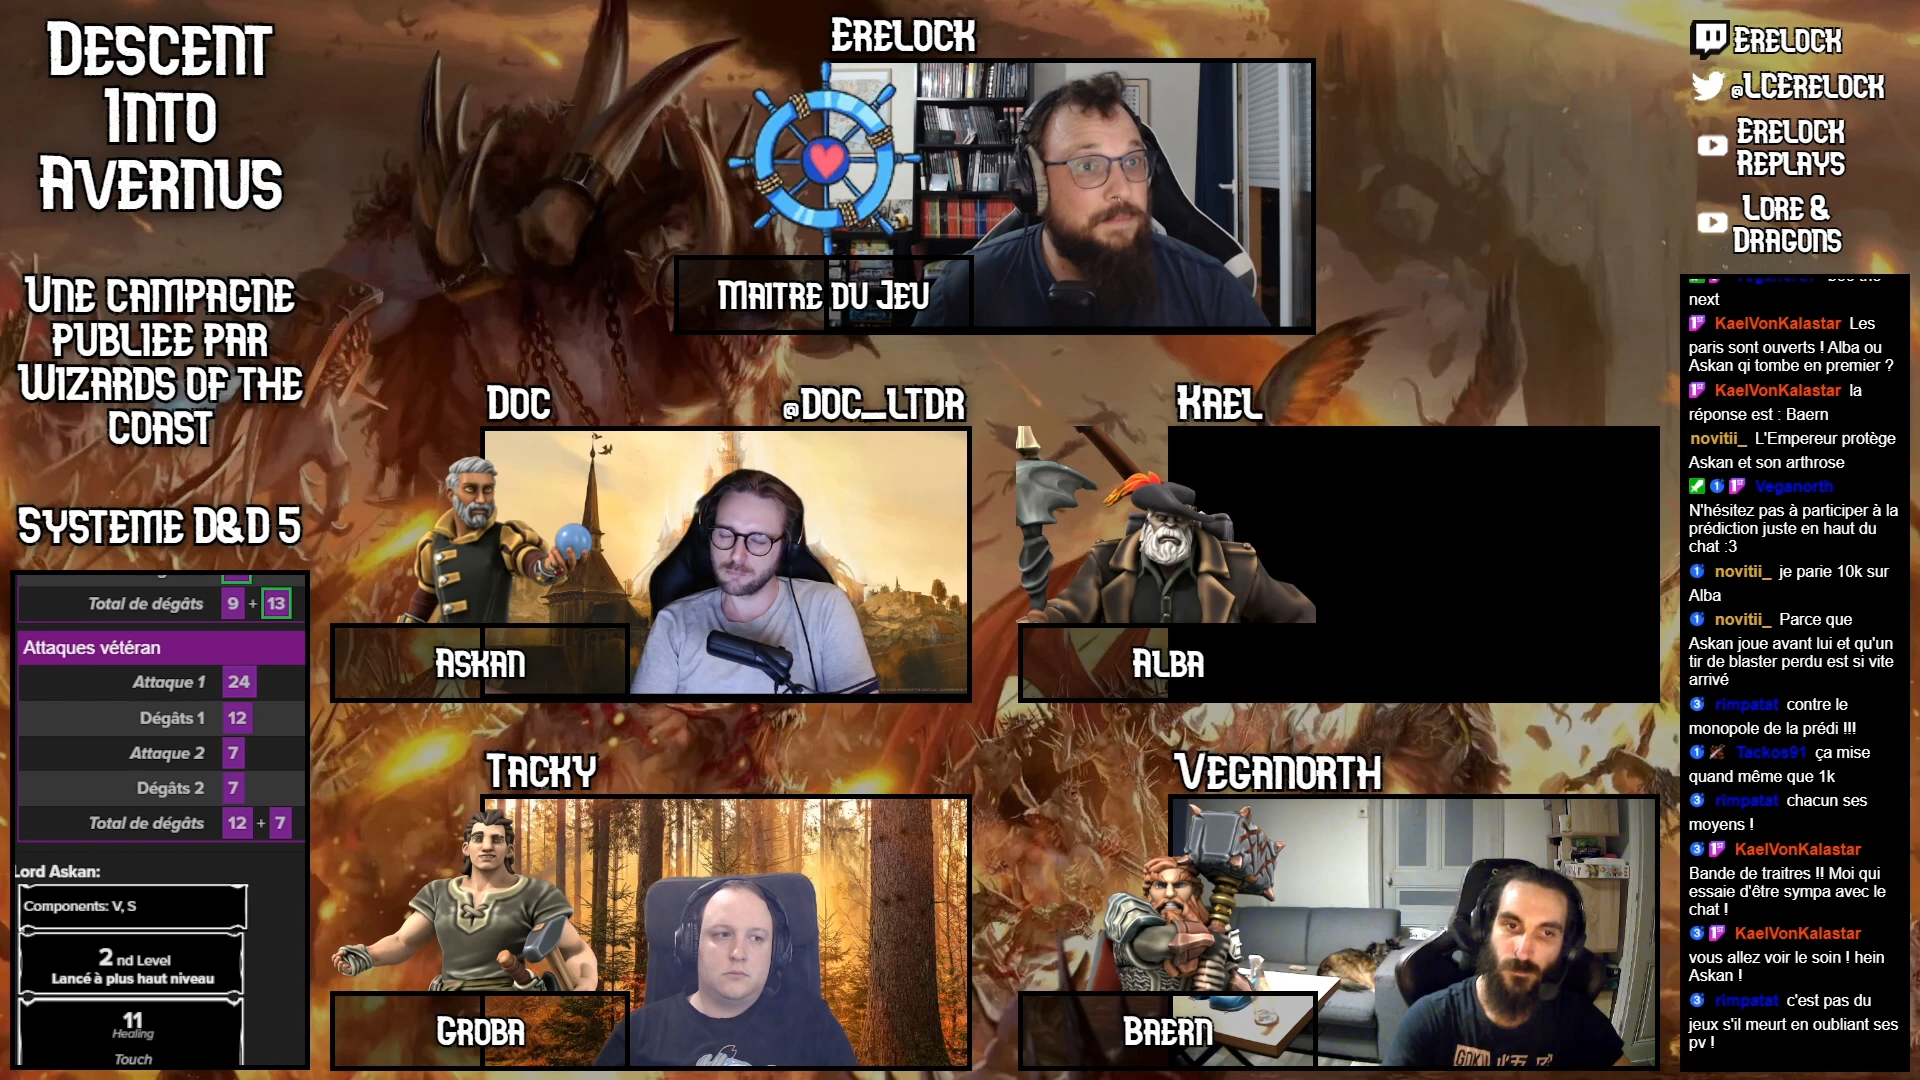 DESCENT
INTO
AVERNUS
UNE CAMPAGNE
PUBLIEE PAR
WIZARDS OF THE
COAST
SYSTEME D&D 5
Total de dégâts 9 + 13
Attaques vétéran
Attaque 1 24
Dégâts 1 12
Attaque 2 7
Dégâts 2 7
Total de dégâts 12 + 7
Lord Askan:
Components: V, S
2 nd Level
Lancé à plus haut niveau
11
Healing
Touch
ERELOCK
MAITRE DU JEU
DOC
@DOC_LTDR
ASKAN
KAEL
ALBA
TACKY
GROBA
VEGANORTH
BAERN
GOKU
ERELOCK
@LCERELOCK
ERELOCK
REPLAYS
LORE &
DRAGONS
next
KaelVonKalastar Les
paris sont ouverts ! Alba ou
Askan qi tombe en premier ?
KaelVonKalastar la
réponse est : Baern
novitii_ L'Empereur protège
Askan et son arthrose
Veganorth
N'hésitez pas à participer à la
prédiction juste en haut du
chat :3
novitii_ je parie 10k sur
Alba
novitii_ Parce que
Askan joue avant lui et qu'un
tir de blaster perdu est si vite
arrivé
rimpatat contre le
monopole de la prédi !!!
Tackos91 ça mise
quand même que 1k
rimpatat chacun ses
moyens !
KaelVonKalastar
Bande de traitres !! Moi qui
essaie d'être sympa avec le
chat !
KaelVonKalastar
vous allez voir le soin ! hein
Askan !
rimpatat c'est pas du
jeux s'il meurt en oubliant ses
pv !